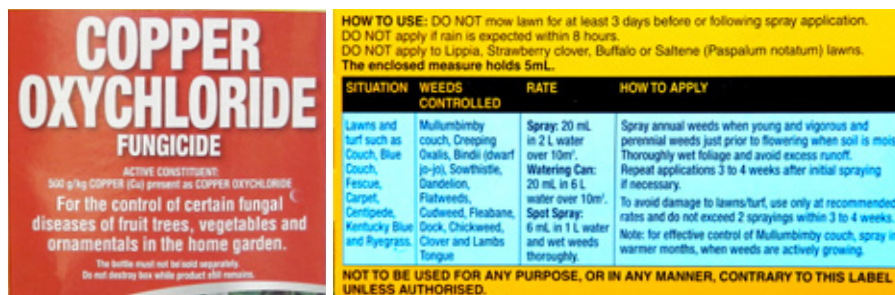 COPPER
OXYCHLORIDE
FUNGICIDE
ACTIVE CONSTITUENT:
500 g/kg COPPER (Cu) present as COPPER OXYCHLORIDE
For the control of certain fungal
diseases of fruit trees, vegetables and
ornamentals in the home garden.
The bottle must not be sold separately.
Do not destroy box while product still remains.
HOW TO USE: DO NOT mow lawn for at least 3 days before or following spray application.
DO NOT apply if rain is expected within 8 hours.
DO NOT apply to Lippia, Strawberry clover, Buffalo or Saltene (Paspalum notatum) lawns.
The enclosed measure holds 5mL.
SITUATION
WEEDS
CONTROLLED
RATE
HOW TO APPLY
Lawns and
turf such as
Couch, Blue
Couch,
Fescue,
Carpet,
Centipede,
Kentucky Blue
and Ryegrass.
Mullumbimby
couch, Creeping
Oxalis, Bindii (dwarf
jo-jo), Sowthistle,
Dandelion,
Flatweeds,
Cudweed, Fleabane,
Dock, Chickweed,
Clover and Lambs
Tongue
Spray: 20 mL
in 2 L water
over 10m².
Watering Can:
20 mL in 6 L
water over 10m².
Spot Spray:
6 mL in 1 L water
and wet weeds
thoroughly.
Spray annual weeds when young and vigorous and
perennial weeds just prior to flowering when soil is mois
Thoroughly wet foliage and avoid excess runoff.
Repeat applications 3 to 4 weeks after initial spraying
if necessary.
To avoid damage to lawns/turf, use only at recommended
rates and do not exceed 2 sprayings within 3 to 4 weeks.
Note: for effective control of Mullumbimby couch, spray in
warmer months, when weeds are actively growing.
NOT TO BE USED FOR ANY PURPOSE, OR IN ANY MANNER, CONTRARY TO THIS LABEL
UNLESS AUTHORISED.